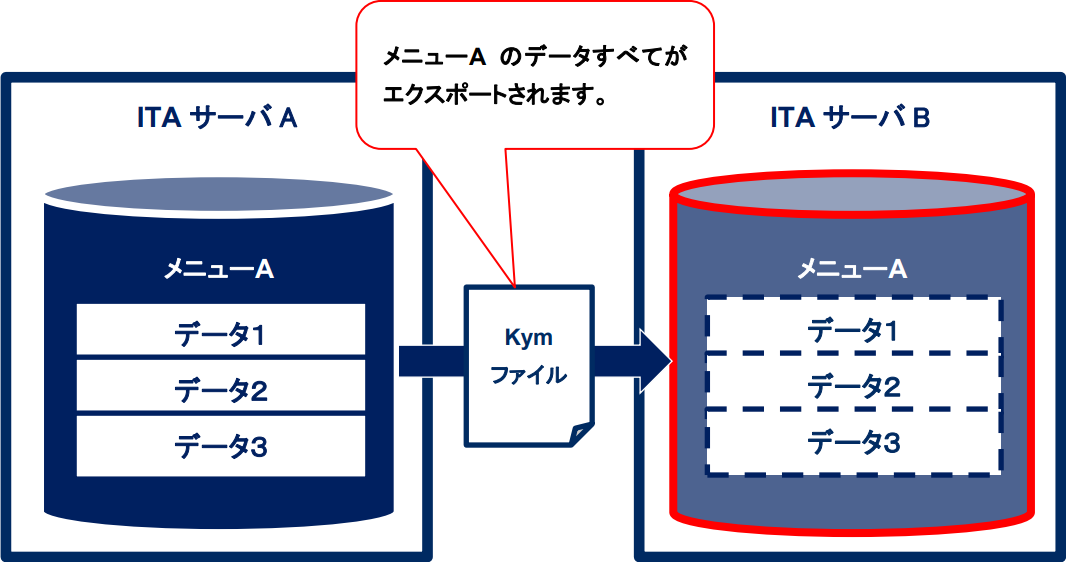 メニューA のデータすべてが
エクスポートされます。
ITA サーバ A
メニューA
データ1
データ2
データ3
Kym
ファイル
ITA サーバ B
メニューA
データ1
データ2
データ3